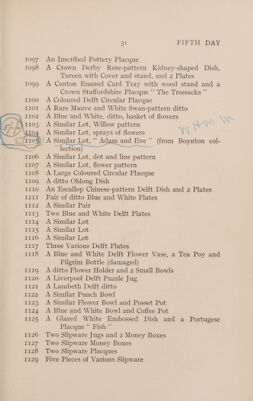 51 FIFTH DAY
1097 An Inscribed Pottery Placque
1098 A Crown Derby Rose-pattern Kidney-shaped Dish,
Tureen with Cover and stand, and 2 Plates
1099 A Canton Enamel Card Tray with wood stand and a
Crown Staffordshire Placque " The Trossacks "
1100 A Coloured Delft Circular Placque
1101 A Rare Mauve and White Swan-pattern ditto
1102 A Blue and White, ditto, basket of flowers
1103 A Similar Lot, Willow pattern
1104 A Similar Lot, sprays of flowers
1105 A Similar Lot, " Adam and Eve " (from Boynton col-
lection)
1106 A Similar Lot, dot and line pattern
1107 A Similar Lot, flower pattern
1108 A Large Coloured Circular Placque
1109 A ditto Oblong Dish
1110 An Escallop Chinese-pattern Delft Dish and 2 Plates
1111 Pair of ditto Blue and White Plates
1112 A Similar Pair
1113 Two Blue and White Delft Plates
1114 A Similar Lot
1115 A Similar Lot
1116 A Similar Lot
1117 Three Various Delft Plates
1118 A Blue and White Delft Flower Vase, a Tea Poy and
Pilgrim Bottle (damaged)
1119 A ditto Flower Holder and 2 Small Bowls
1120 A Liverpool Delft Puzzle Jug
1121 A Lambeth Delft ditto
1122 A Similar Punch Bowl
1123 A Similar Flower Bowl and Posset Pot
1124 A Blue and White Bowl and Coffee Pot
1125 A Glazed White Embossed Dish and a Portugese
Placque " Fish "
1126 Two Slipware Jugs and 2 Money Boxes
1127 Two Slipware Money Boxes
1128 Two Slipware Placques
1129 Five Pieces of Various Slipware